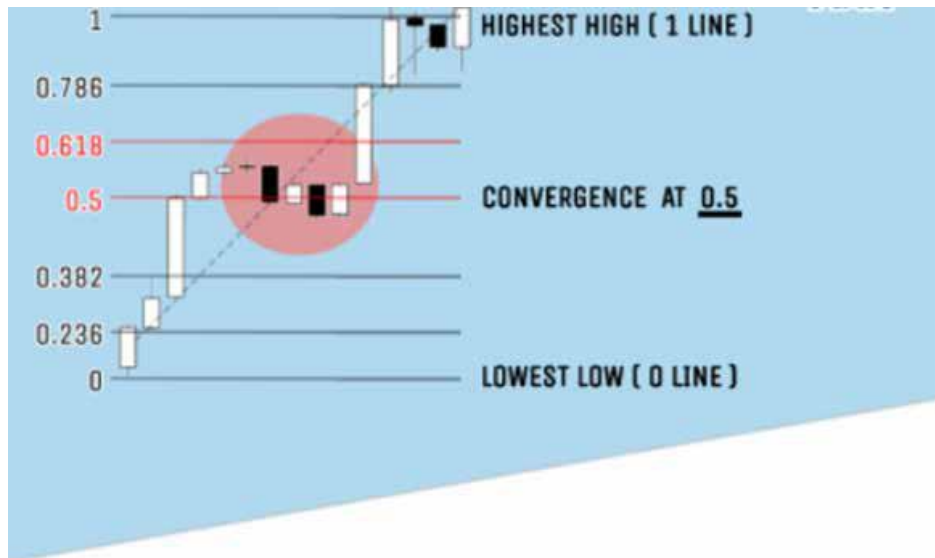 1
HIGHEST HIGH ( 1 LINE )
0.786
0.618
0.5
CONVERGENCE AT 0.5
0.382
0.236
0
LOWEST LOW ( 0 LINE )